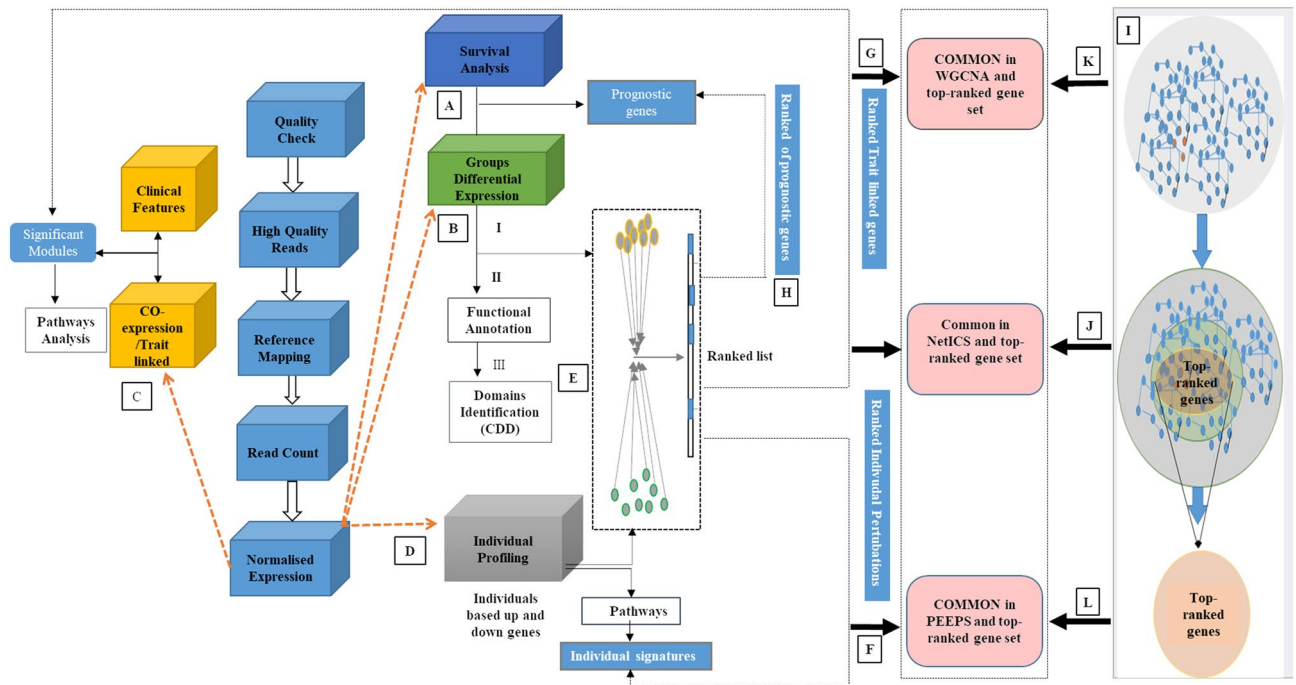 Survival
Analysis
A
Prognostic
genes
Quality
Check
Groups
Differential
Expression
B
I
II
Functional
Annotation
III
Domains
Identification
(CDD)
Clinical
Features
Significant
Modules
Pathways
Analysis
CO-
expression
/Trait
linked
C
High Quality
Reads
Reference
Mapping
Read Count
Normalised
Expression
D
Individual
Profiling
Individuals
based up and
down genes
Pathways
Individual signatures
E
Ranked list
Ranked of prognostic genes
H
G
Ranked Trait linked genes
Ranked Indivudal Pertubations
F
COMMON in
WGCNA and
top-ranked gene
set
Common in
NetICS and top-
ranked gene set
COMMON in
PEEPS and top-
ranked gene set
K
J
L
I
Top-
ranked
genes
Top-
ranked
genes